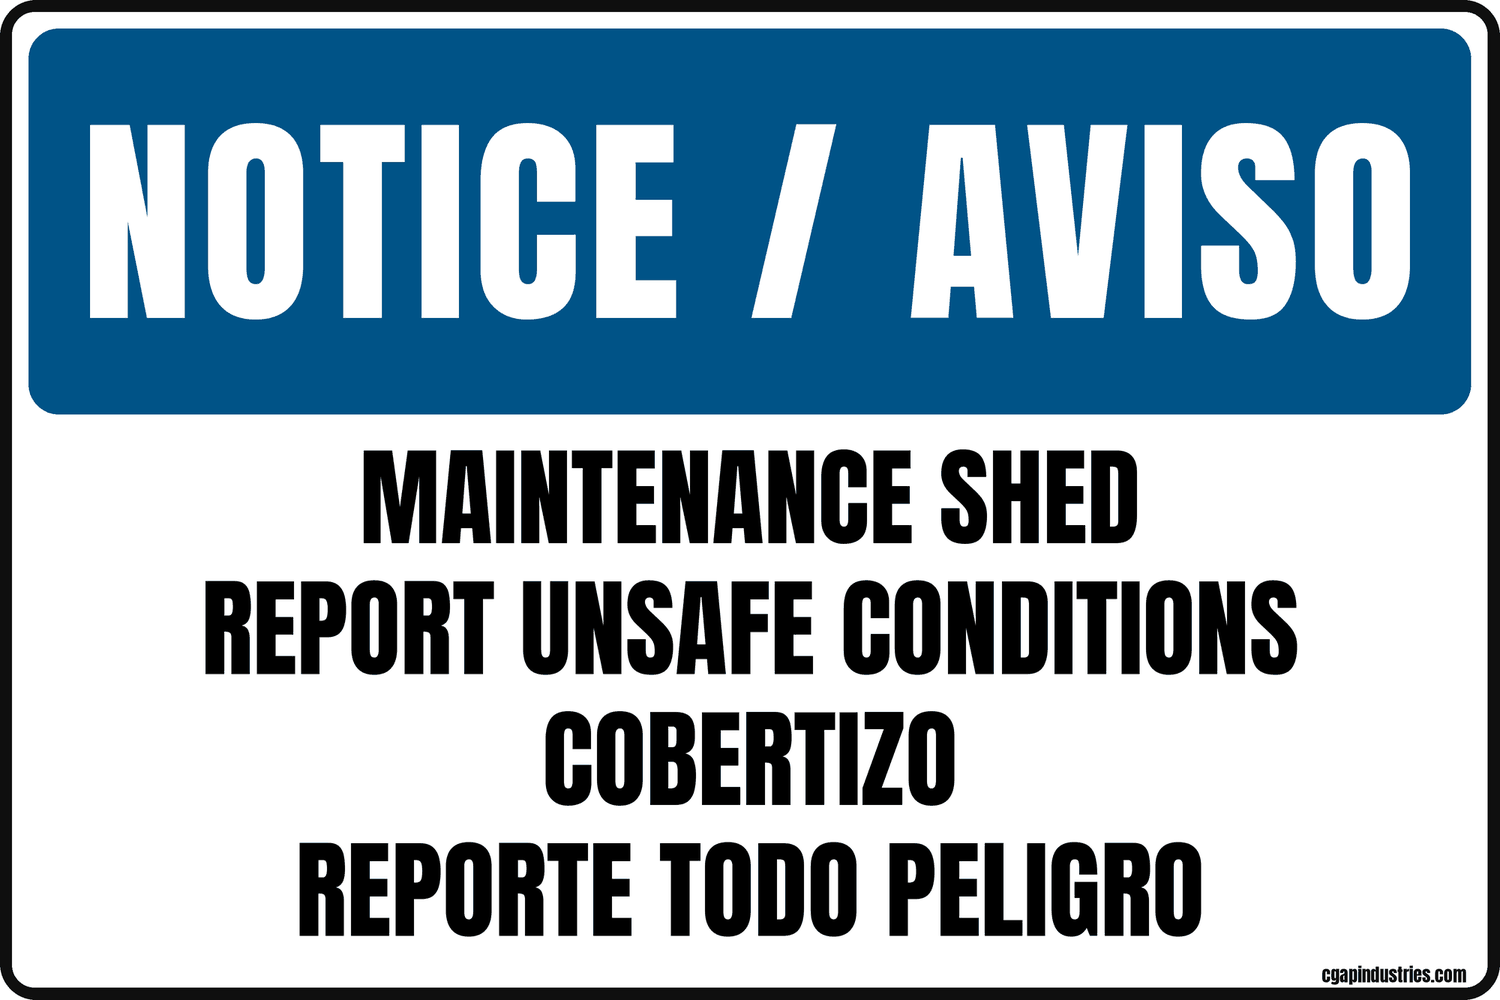 NOTICE / AVISO
MAINTENANCE SHED
REPORT UNSAFE CONDITIONS
COBERTIZO
REPORTE TODO PELIGRO
cgapindustries.com